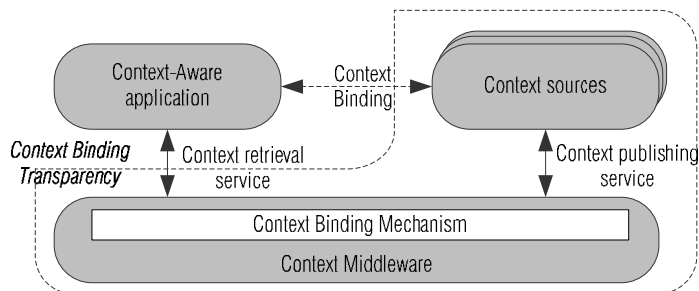 Context-Aware
application
Context
Binding
Context sources
Context Binding
Transparency
Context retrieval
service
Context publishing
service
Context Binding Mechanism
Context Middleware